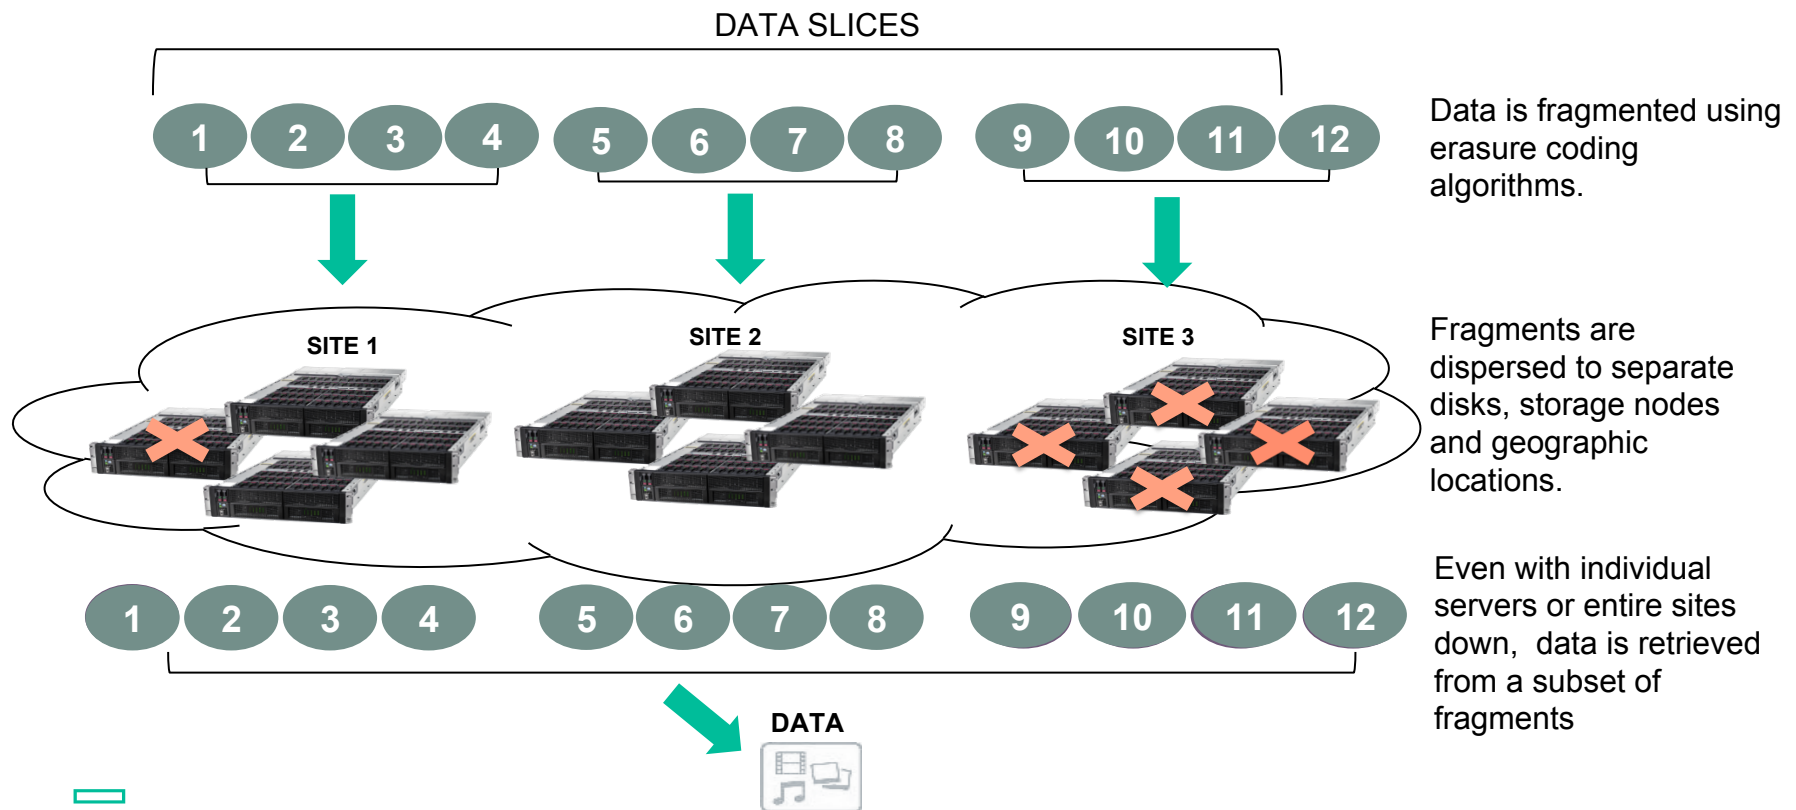 DATA SLICES
1 2 3 4 5 6 7 8 9 10 11 12
Data is fragmented using
erasure coding
algorithms.
SITE 1 SITE 2 SITE 3
Fragments are
dispersed to separate
disks, storage nodes
and geographic
locations.
1 2 3 4 5 6 7 8 9 10 11 12
Even with individual
servers or entire sites
down, data is retrieved
from a subset of
fragments
DATA